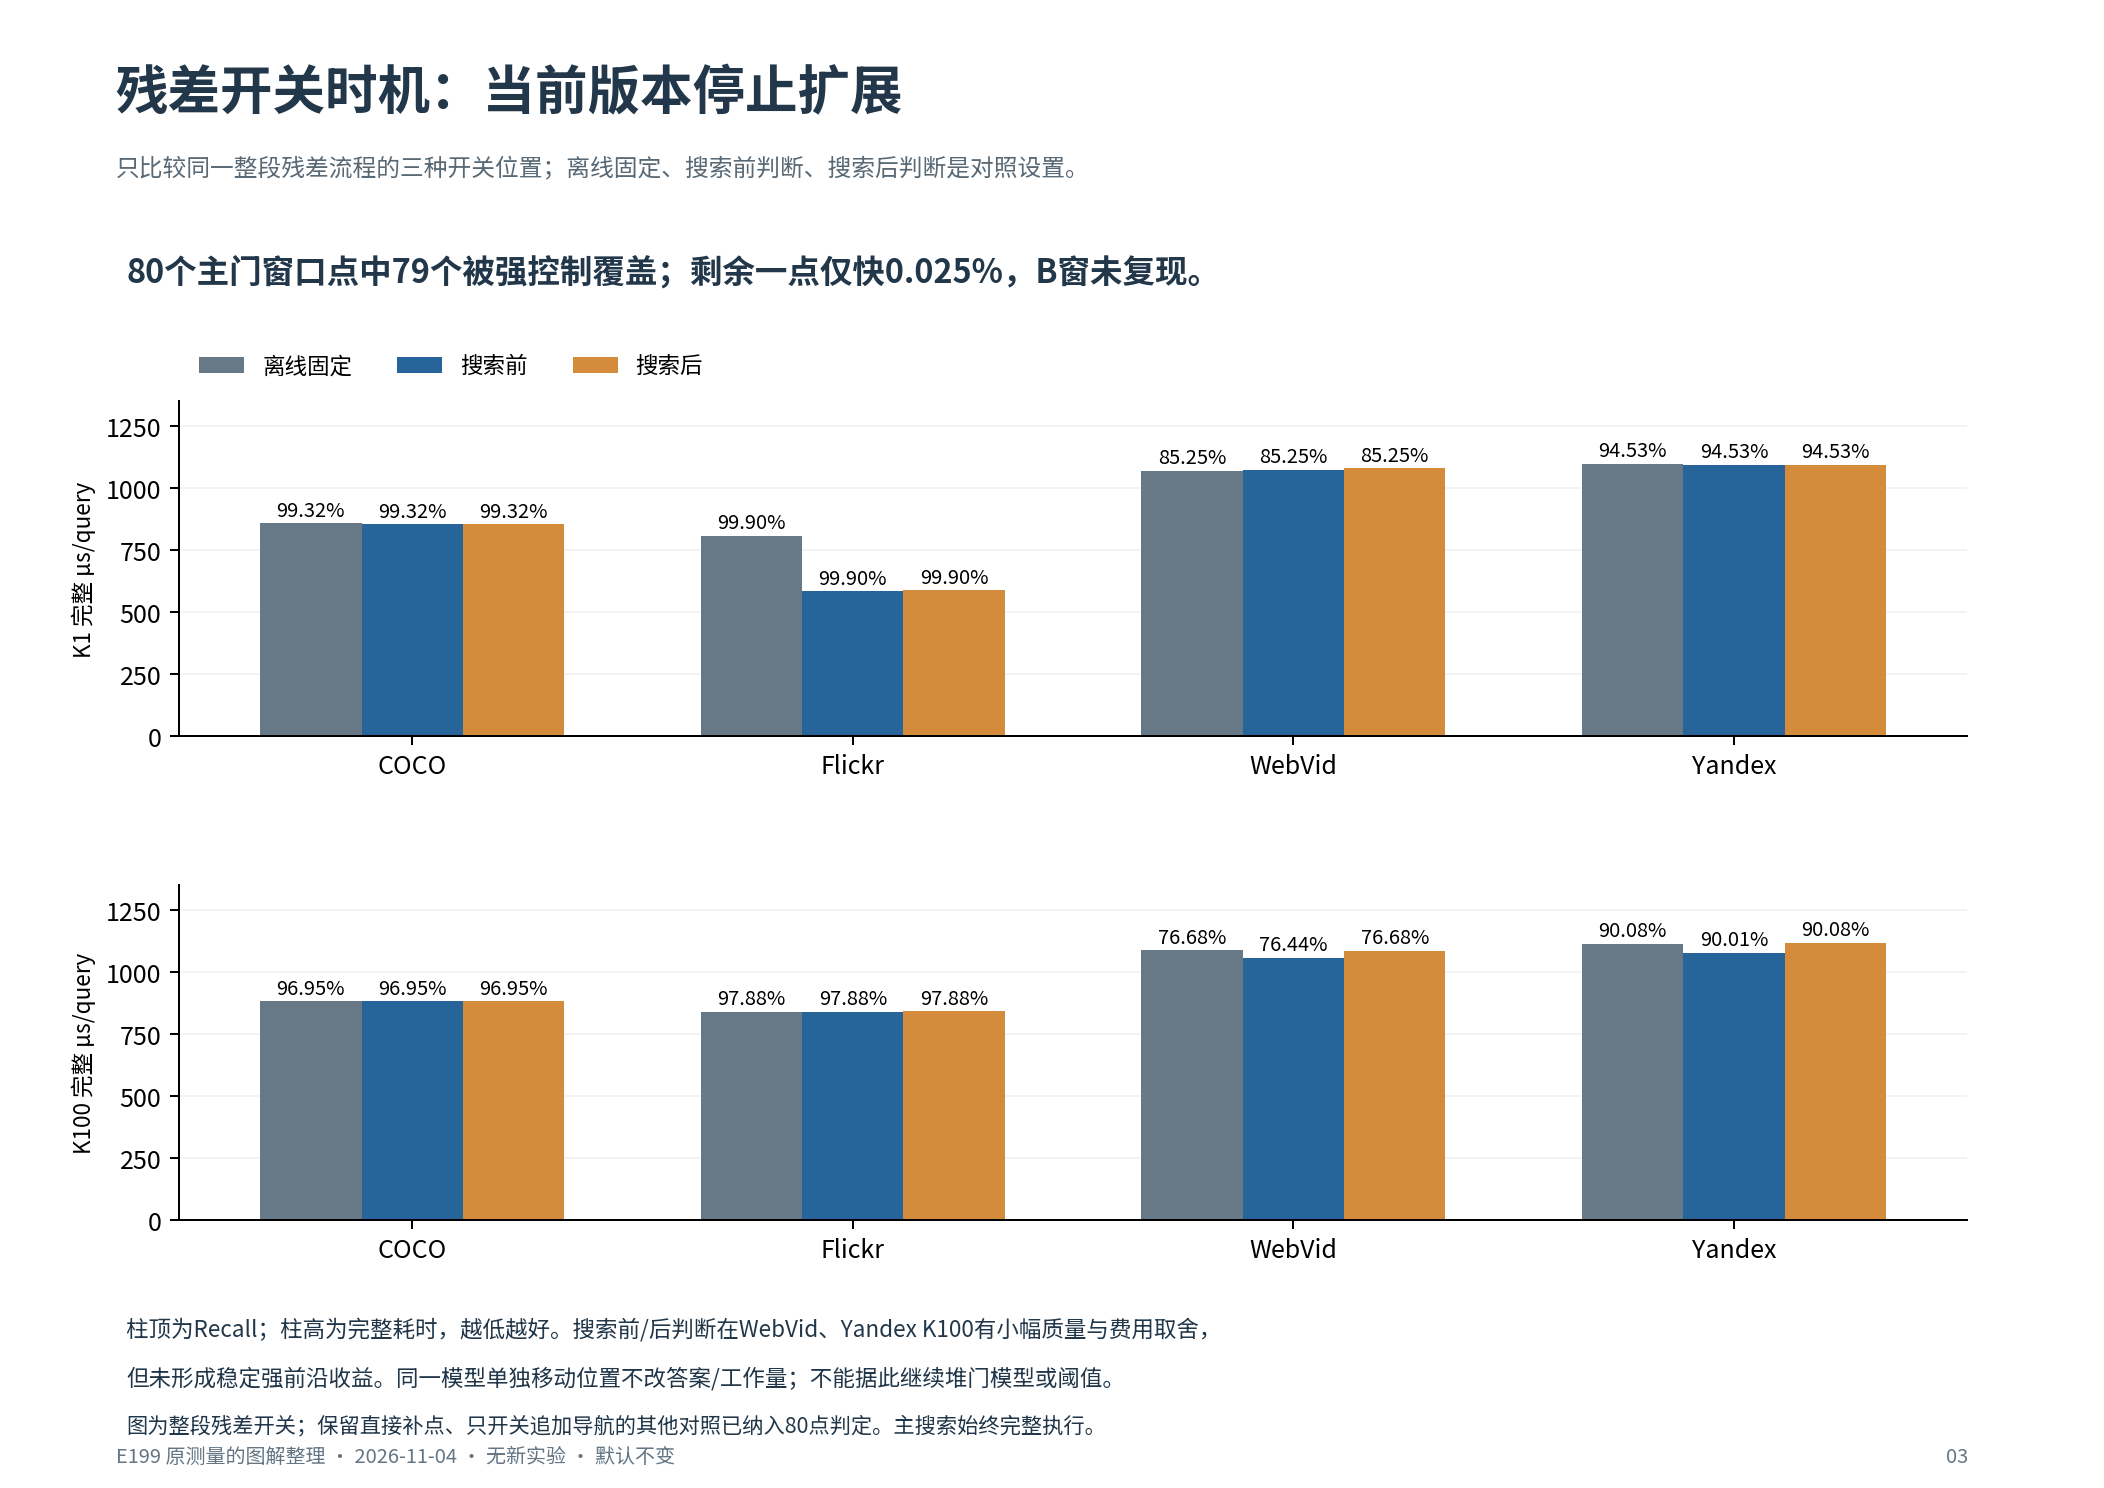 残差开关时机：当前版本停止扩展
只比较同一整段残差流程的三种开关位置；离线固定、搜索前判断、搜索后判断是对照设置。
80个主门窗口点中79个被强控制覆盖；剩余一点仅快0.025%，B窗未复现。
离线固定 搜索前 搜索后
K1 完整 µs/query
1250
1000
750
500
250
0
99.32% 99.32% 99.32%
99.90% 99.90% 99.90%
85.25% 85.25% 85.25%
94.53% 94.53% 94.53%
COCO Flickr WebVid Yandex
K100 完整 µs/query
1250
1000
750
500
250
0
96.95% 96.95% 96.95%
97.88% 97.88% 97.88%
76.68% 76.44% 76.68%
90.08% 90.01% 90.08%
COCO Flickr WebVid Yandex
柱顶为Recall；柱高为完整耗时，越低越好。搜索前/后判断在WebVid、Yandex K100有小幅质量与费用取舍，
但未形成稳定强前沿收益。同一模型单独移动位置不改答案/工作量；不能据此继续堆门模型或阈值。
图为整段残差开关；保留直接补点、只开关追加导航的其他对照已纳入80点判定。主搜索始终完整执行。
E199 原测量的图解整理 · 2026-11-04 · 无新实验 · 默认不变
03